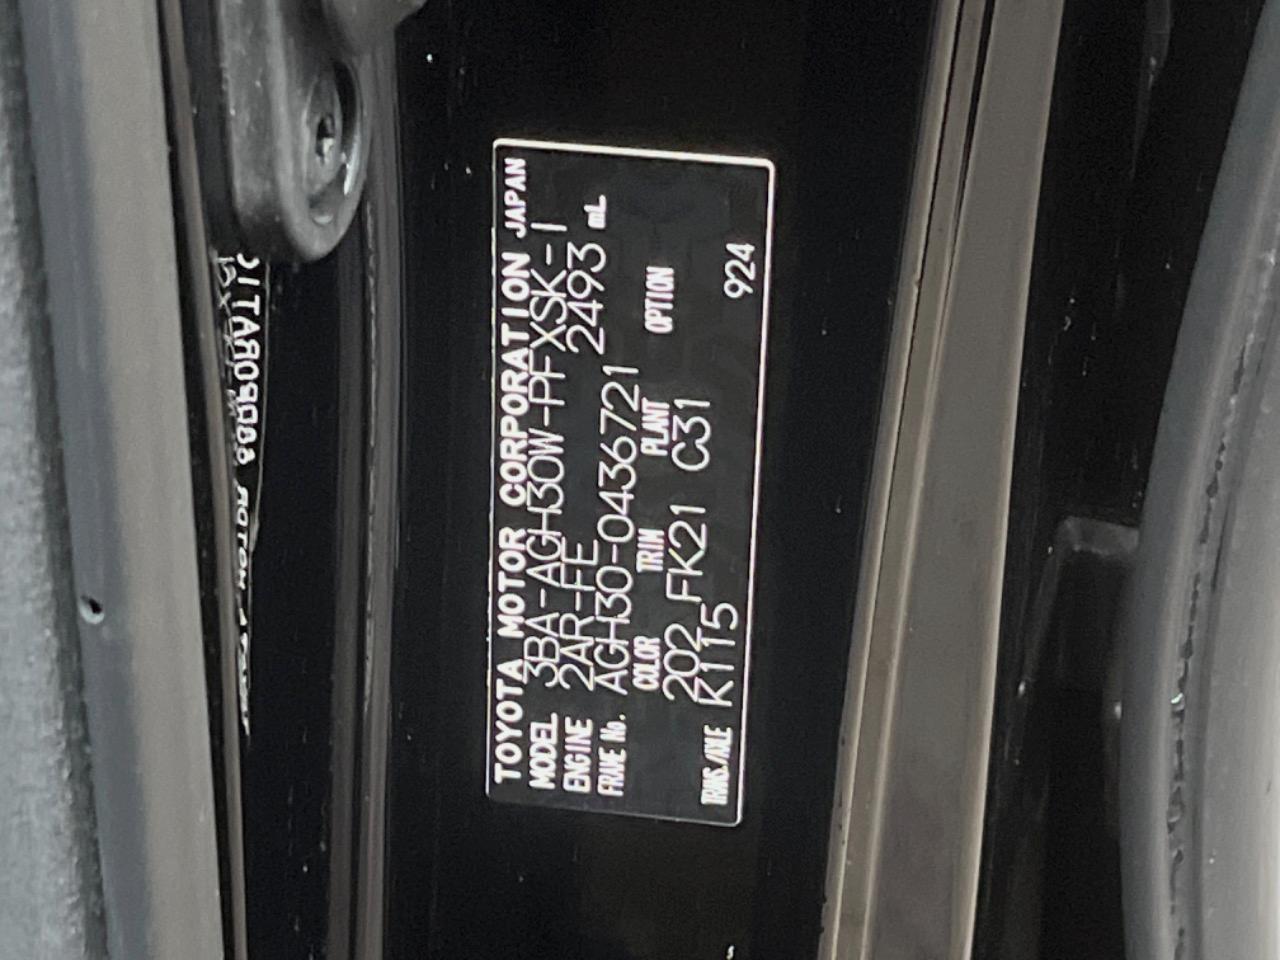 TOYOTA MOTOR CORPORATION JAPAN
MODEL 3BA-AGH30W-PFXSK-I
ENGINE 2AR-FE 2493 mL
FRAME No. AGH30-0436721
COLOR TRIM PLANT OPTION
202 FK21 C31
TRANS./AXLE K115 924